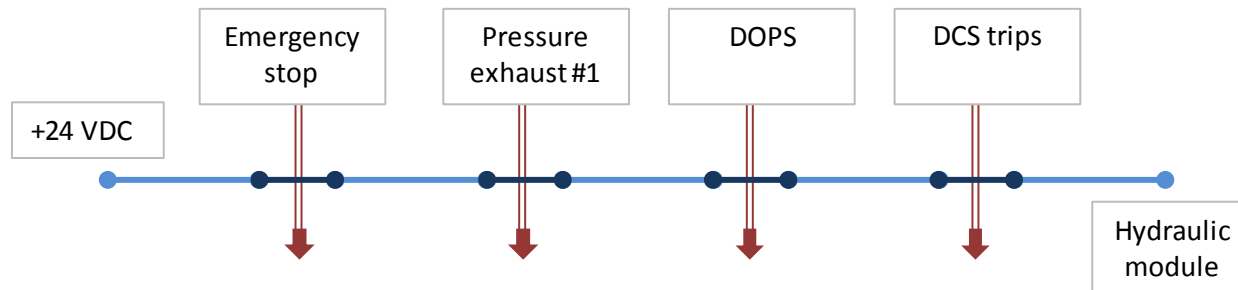 Emergency
stop
Pressure
exhaust #1
DOPS
DCS trips
+24 VDC
Hydraulic
module